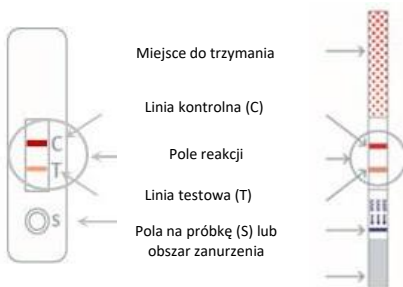 Miejsce do trzymania
Linia kontrolna (C)
C
Pole reakcji
T
Linia testowa (T)
S
Pola na próbkę (S) lub
obszar zanurzenia